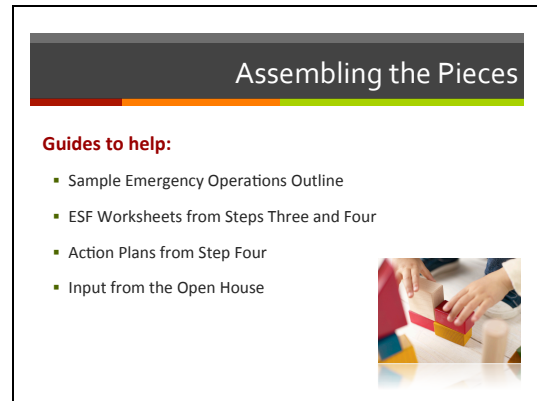 Assembling the Pieces
Guides to help:
▪ Sample Emergency Operations Outline
▪ ESF Worksheets from Steps Three and Four
▪ Action Plans from Step Four
▪ Input from the Open House